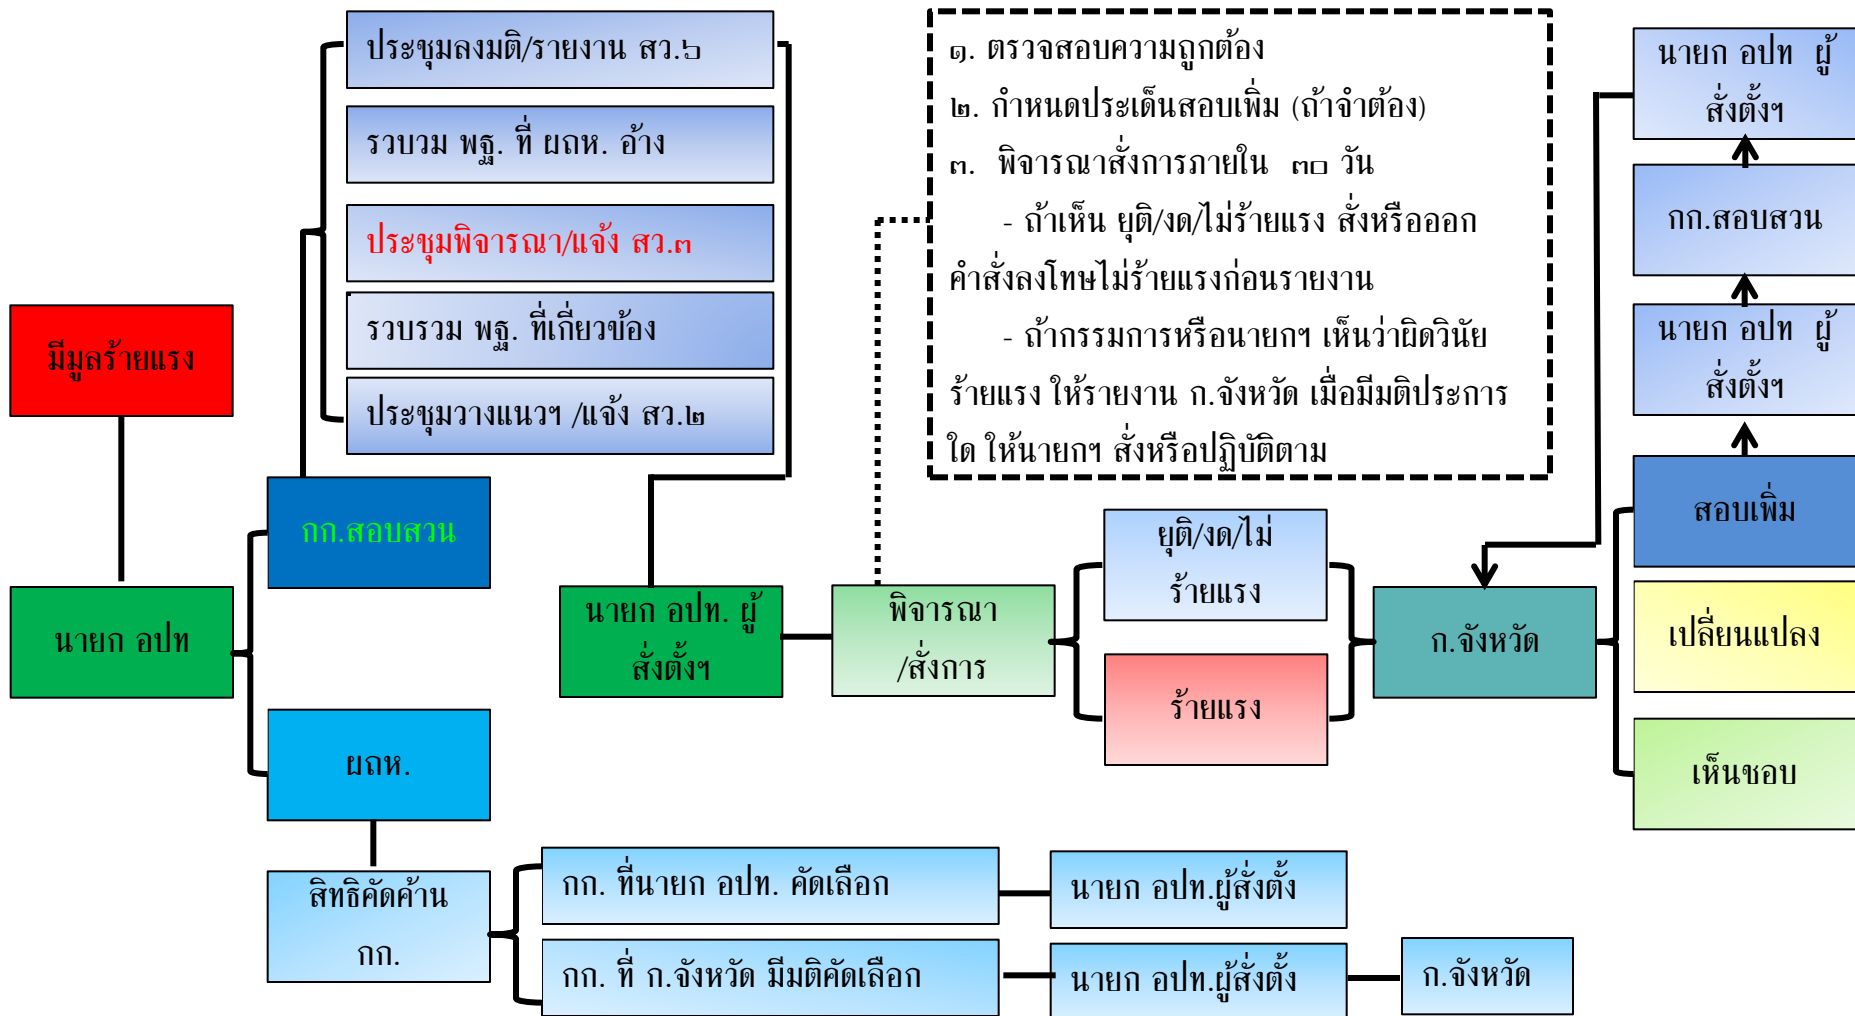 ประชุมลงมติ/รายงาน สว.๖
รวบวม พฐ. ที่ ผถห. อ้าง
ประชุมพิจารณา/แจ้ง สว.๓
รวบรวม พฐ. ที่เกี่ยวข้อง
ประชุมวางแนวฯ /แจ้ง สว.๒
มีมูลร้ายแรง
นายก อปท
กก.สอบสวน
ผถห.
สิทธิคัดค้าน
กก.
กก. ที่นายก อปท. คัดเลือก
นายก อปท.ผู้สั่งตั้ง
กก. ที่ ก.จังหวัด มีมติคัดเลือก
นายก อปท.ผู้สั่งตั้ง
ก.จังหวัด
นายก อปท. ผู้
สั่งตั้งฯ
พิจารณา
/สั่งการ
๑. ตรวจสอบความถูกต้อง
๒. กำหนดประเด็นสอบเพิ่ม (ถ้าจำต้อง)
๓. พิจารณาสั่งการภายใน ๓๐ วัน
- ถ้าเห็น ยุติ/งด/ไม่ร้ายแรง สั่งหรือออก
คำสั่งลงโทษไม่ร้ายแรงก่อนรายงาน
- ถ้ากรรมการหรือนายกฯ เห็นว่าผิดวินัย
ร้ายแรง ให้รายงาน ก.จังหวัด เมื่อมีมติประการ
ใด ให้นายกฯ สั่งหรือปฏิบัติตาม
ยุติ/งด/ไม่
ร้ายแรง
ร้ายแรง
ก.จังหวัด
นายก อปท ผู้
สั่งตั้งฯ
กก.สอบสวน
นายก อปท ผู้
สั่งตั้งฯ
สอบเพิ่ม
เปลี่ยนแปลง
เห็นชอบ